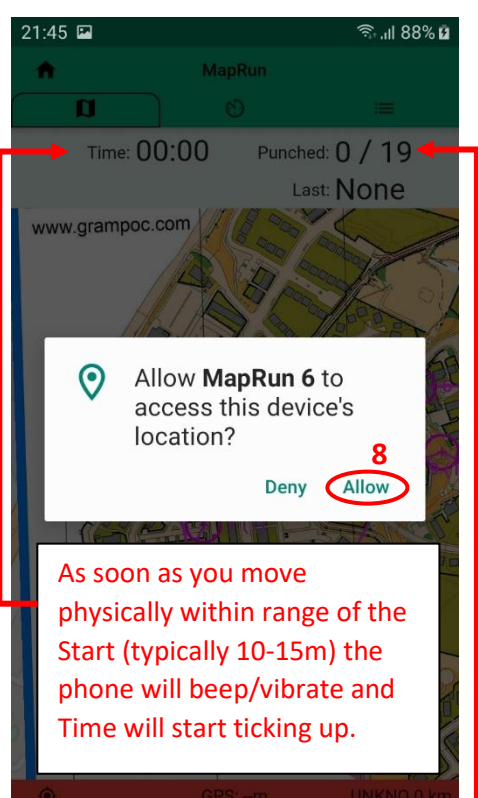 21:45 88%
MapRun
Time: 00:00 Punched: 0 / 19
Last: None
www.grampoc.com
Allow MapRun 6 to
access this device's
location?
8
Deny Allow
As soon as you move
physically within range of the
Start (typically 10-15m) the
phone will beep/vibrate and
Time will start ticking up.
GPS: --m UNKNO 0 km